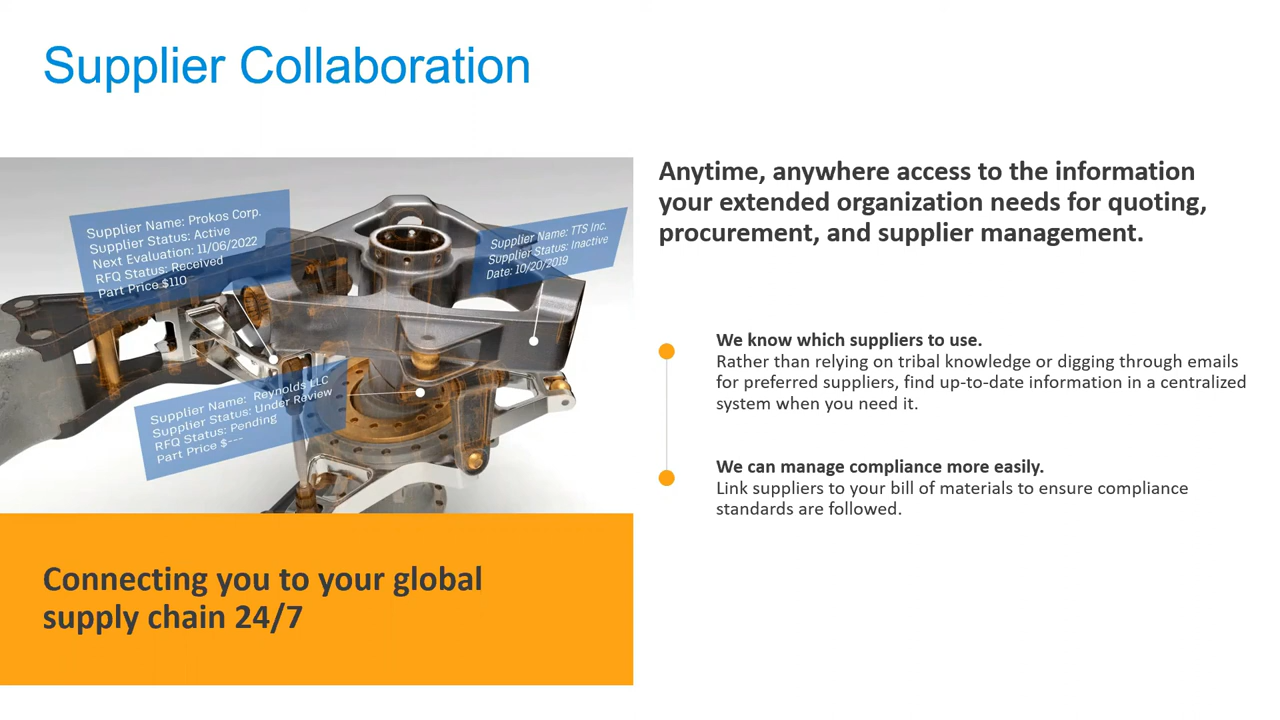 Supplier Collaboration
Supplier Name: Prokos Corp.
Supplier Status: Active
Next Evaluation: 11/06/2022
RFQ Status: Received
Part Price $110
Supplier Name: TTS Inc.
Supplier Status: Inactive
Date: 10/20/2019
Supplier Name: Reynolds LLC
Supplier Status: Under Review
RFQ Status: Pending
Part Price $---
Connecting you to your global
supply chain 24/7
Anytime, anywhere access to the information
your extended organization needs for quoting,
procurement, and supplier management.
We know which suppliers to use.
Rather than relying on tribal knowledge or digging through emails
for preferred suppliers, find up-to-date information in a centralized
system when you need it.
We can manage compliance more easily.
Link suppliers to your bill of materials to ensure compliance
standards are followed.